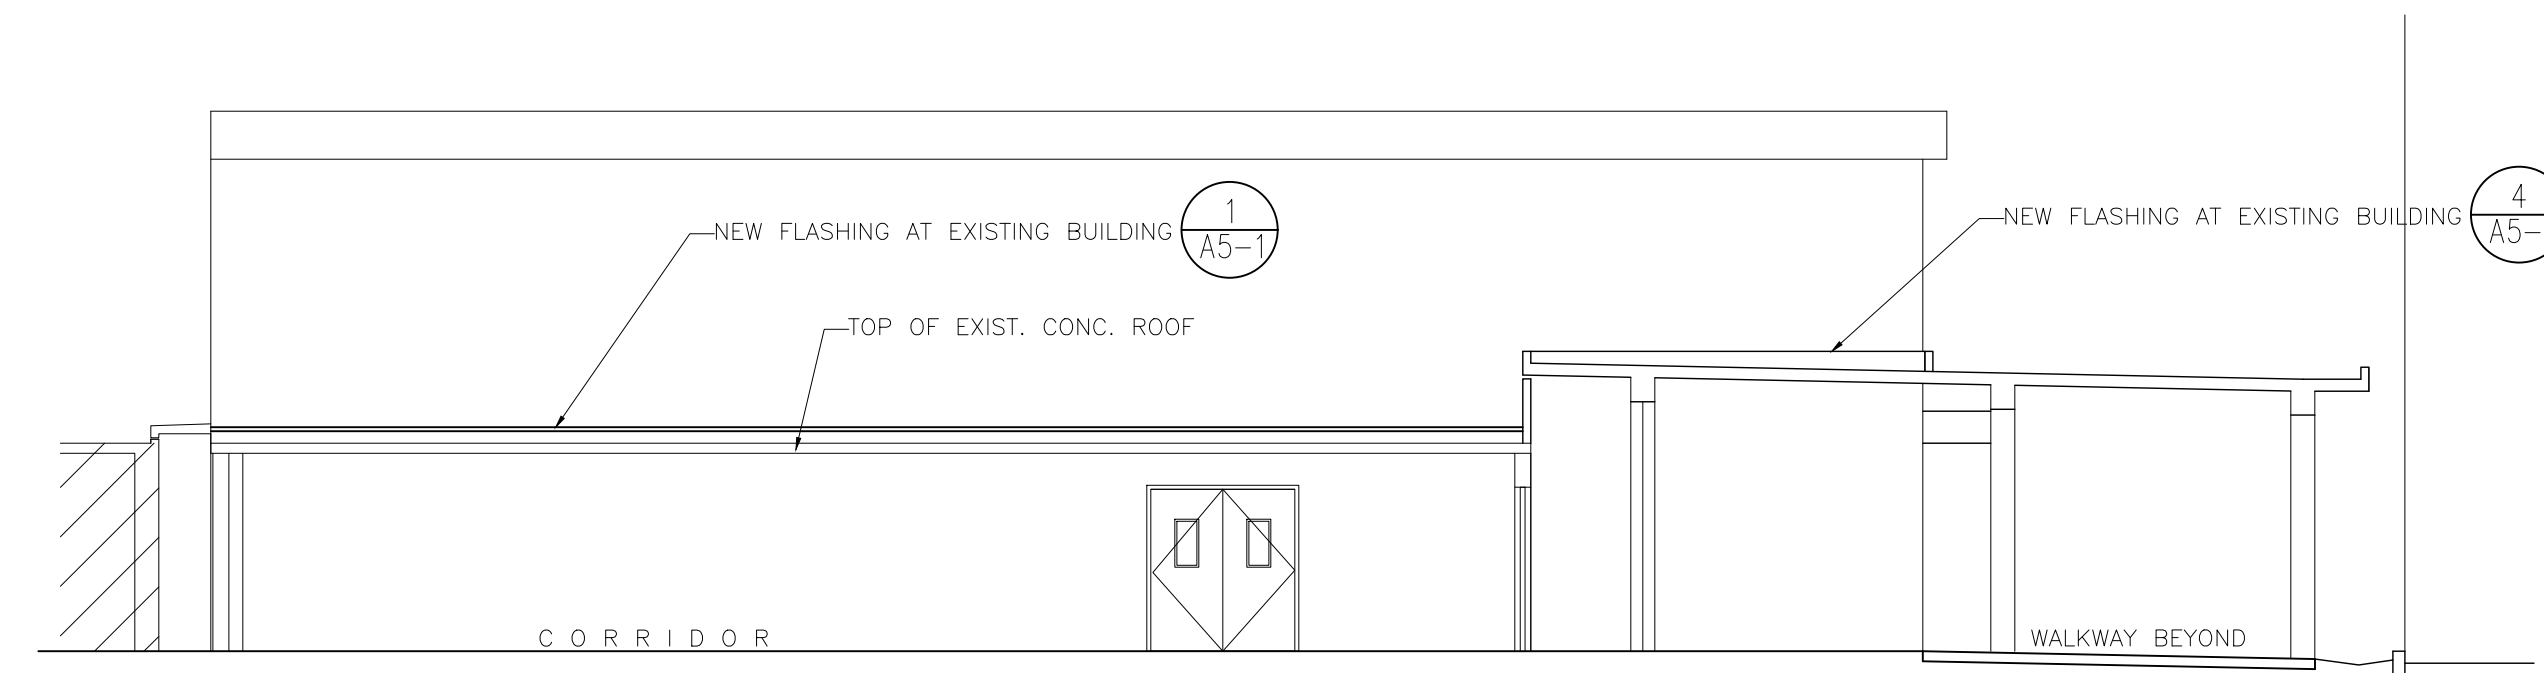 NEW FLASHING AT EXISTING BUILDING
1
A5-1
NEW FLASHING AT EXISTING BUILDING
4
A5-
TOP OF EXIST. CONC. ROOF
CORRIDOR
WALKWAY BEYOND